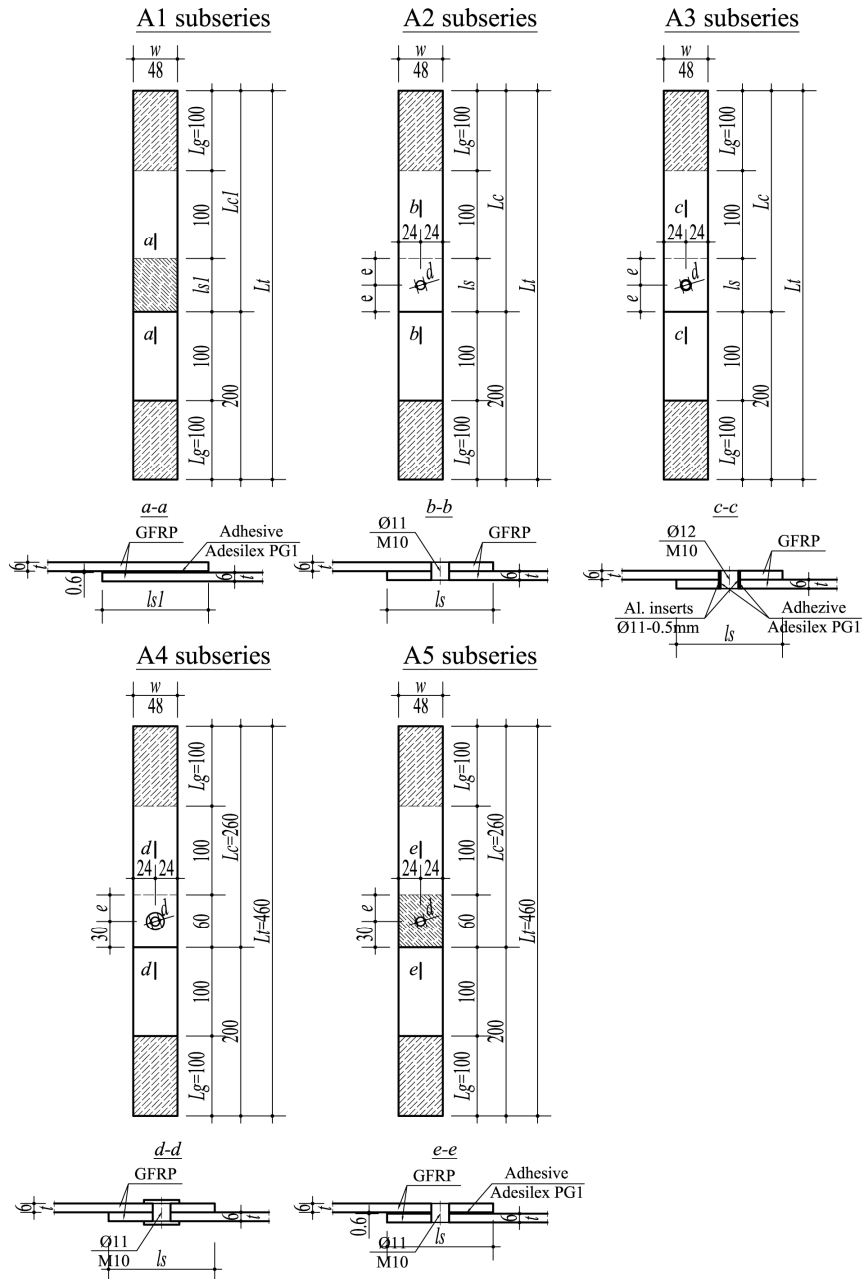 A1 subseries
w
48
Lg=100
100
ls1
100
Lg=100
Lc1
200
Lt
a
a
a-a
GFRP
Adhesive
Adesilex PG1
6
t
0.6
6
t
ls1
A2 subseries
w
48
Lg=100
100
ls
100
Lg=100
Lc
200
Lt
b
24 24
d
e
e
b
b-b
Ø11
M10
GFRP
6
t
6
t
ls
A3 subseries
w
48
Lg=100
100
ls
100
Lg=100
Lc
200
Lt
c
24 24
d
e
e
c
c-c
Ø12
M10
GFRP
6
t
6
t
Al. inserts
Ø11-0.5mm
Adhezive
Adesilex PG1
ls
A4 subseries
w
48
Lg=100
100
60
100
Lg=100
Lc=260
200
Lt=460
d
24 24
d
e
30
d
d-d
GFRP
6
t
6
t
Ø11
M10
ls
A5 subseries
w
48
Lg=100
100
60
100
Lg=100
Lc=260
200
Lt=460
e
24 24
d
e
30
e
e-e
GFRP
Adhesive
Adesilex PG1
6
t
0.6
6
t
Ø11
M10
ls